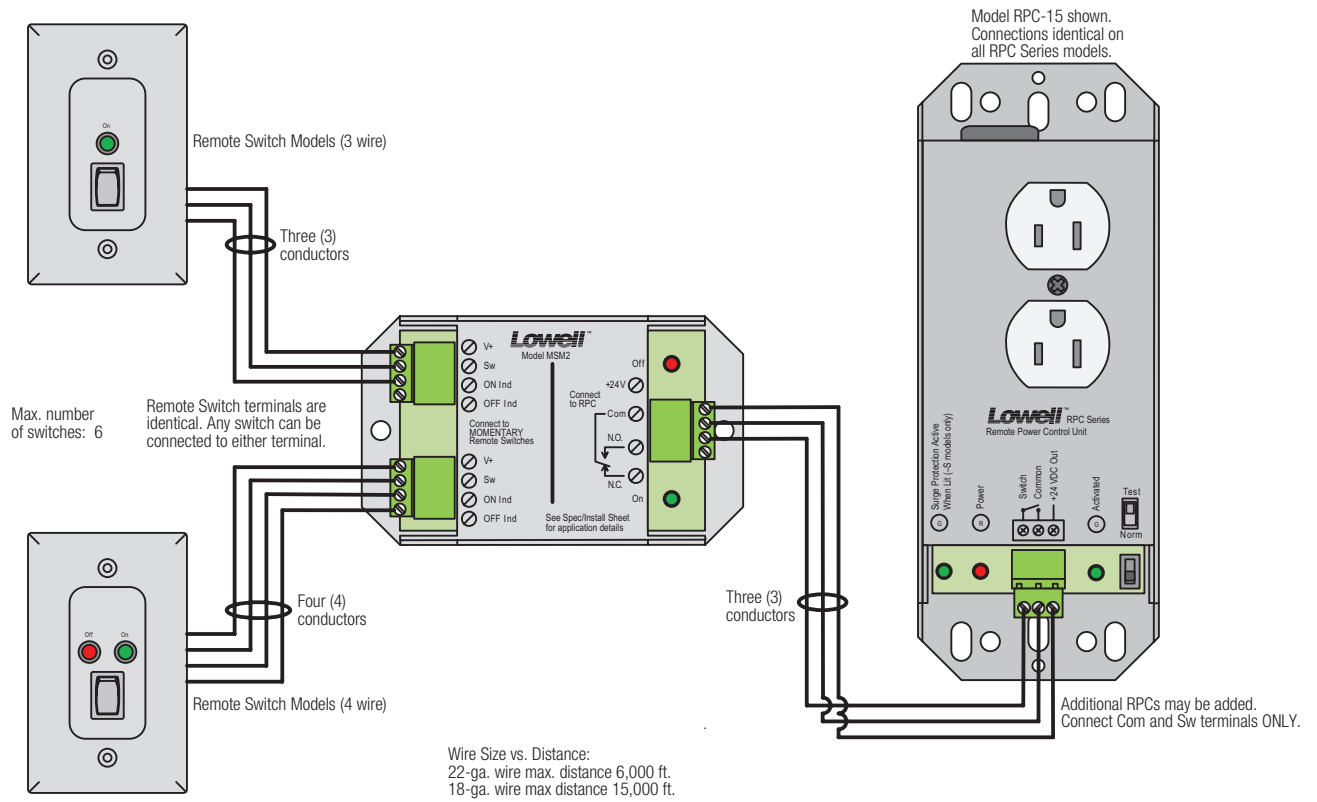 Model RPC-15 shown.
Connections identical on
all RPC Series models.
On
Remote Switch Models (3 wire)
Three (3)
conductors
Max. number
of switches: 6
Remote Switch terminals are
identical. Any switch can be
connected to either terminal.
V+
Sw
ON Ind
OFF Ind
Connect to
MOMENTARY
Remote Switches
V+
Sw
ON Ind
OFF Ind
Lowell™
Model MSM2
Off
+24V
Connect
to RPC
Com
N.O.
N.C.
On
See Spec/Install Sheet
for application details
Lowell™ RPC Series
Remote Power Control Unit
Surge Protection Active
When Lit (–S models only)
Power
Switch
Common
+24 VDC Out
Activated
Test
Norm
G
R
G
Four (4)
conductors
Off
On
Remote Switch Models (4 wire)
Three (3)
conductors
Additional RPCs may be added.
Connect Com and Sw terminals ONLY.
Wire Size vs. Distance:
22-ga. wire max. distance 6,000 ft.
18-ga. wire max distance 15,000 ft.